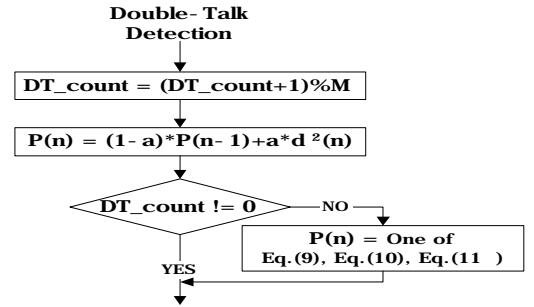 Double-Talk
Detection
DT_count = (DT_count+1)%M
P(n) = (1-a)*P(n-1)+a*d²(n)
DT_count != 0
NO
P(n) = One of
Eq.(9), Eq.(10), Eq.(11 )
YES